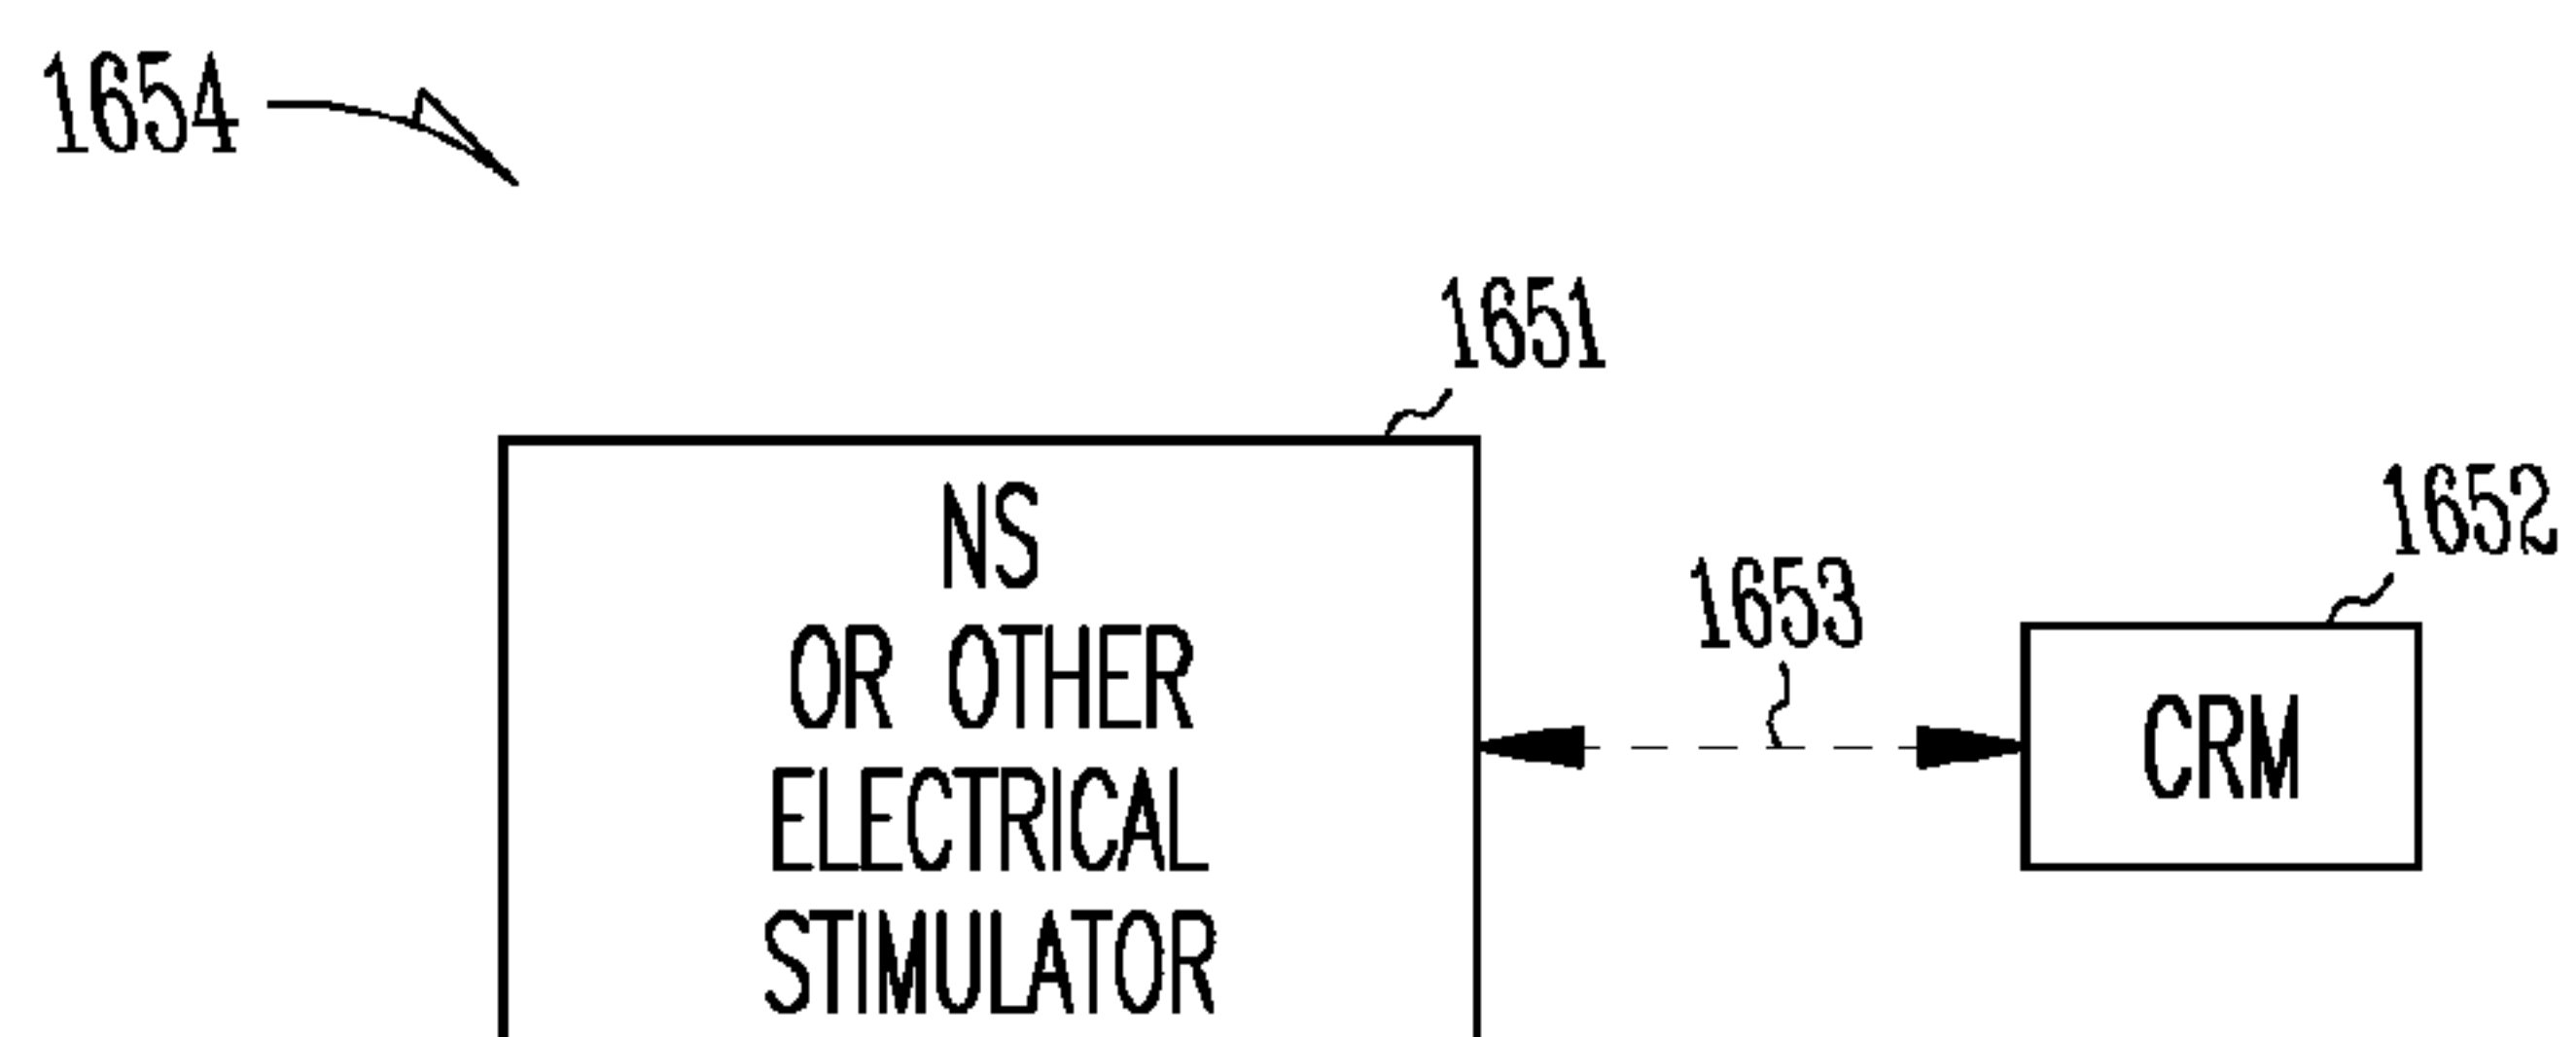 1654
1651
NS
OR OTHER
ELECTRICAL
STIMULATOR
1653
1652
CRM